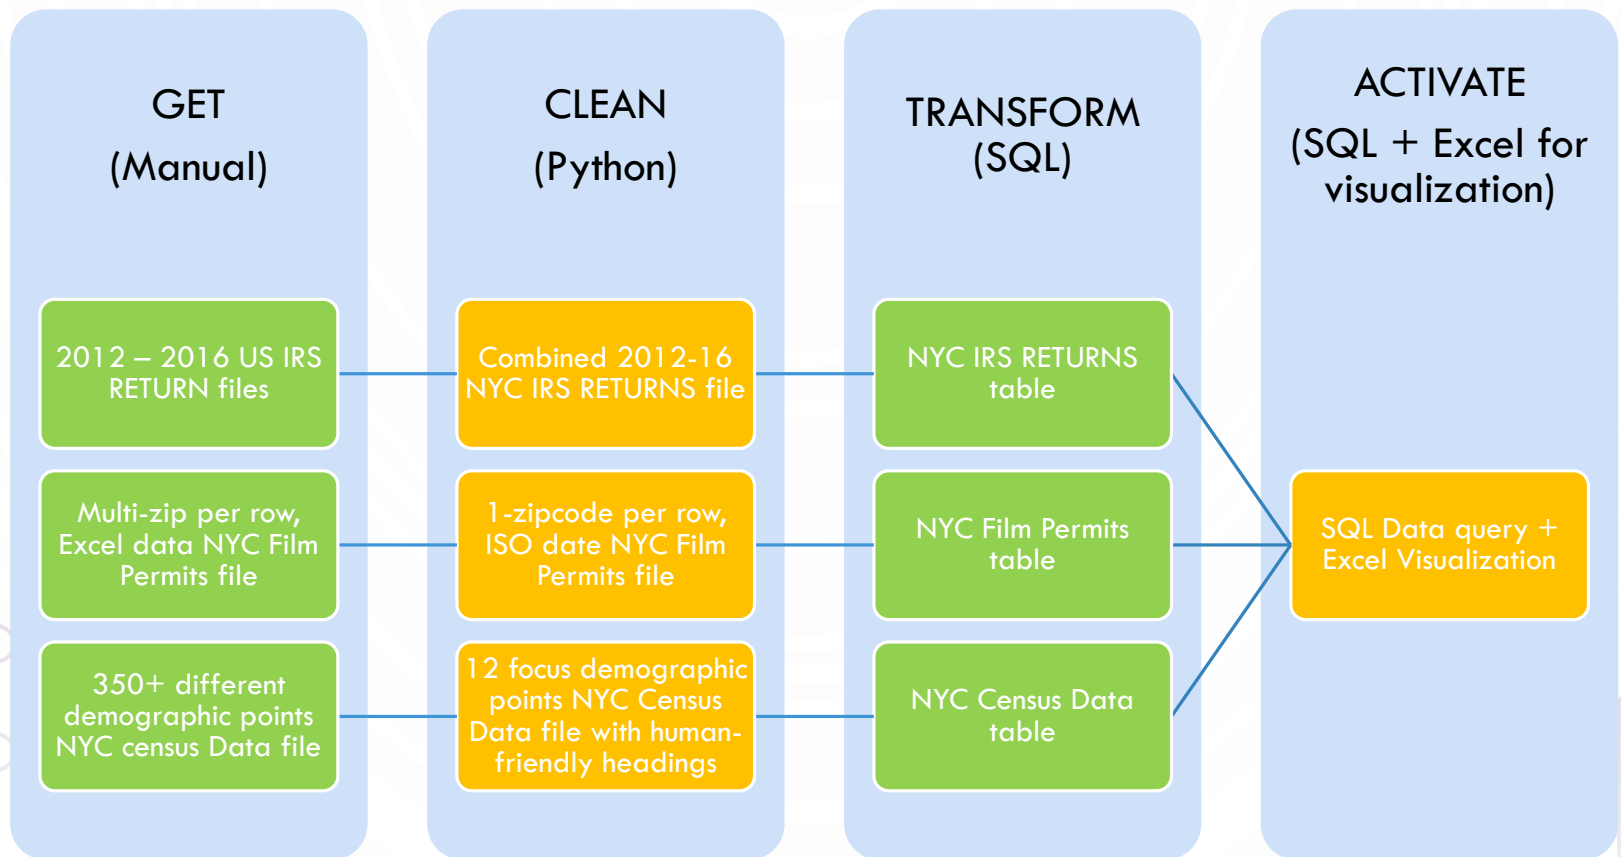 GET
(Manual)
2012 – 2016 US IRS
RETURN files
Multi-zip per row,
Excel data NYC Film
Permits file
350+ different
demographic points
NYC census Data file
CLEAN
(Python)
Combined 2012-16
NYC IRS RETURNS file
1-zipcode per row,
ISO date NYC Film
Permits file
12 focus demographic
points NYC Census
Data file with human-
friendly headings
TRANSFORM
(SQL)
NYC IRS RETURNS
table
NYC Film Permits
table
NYC Census Data
table
ACTIVATE
(SQL + Excel for
visualization)
SQL Data query +
Excel Visualization